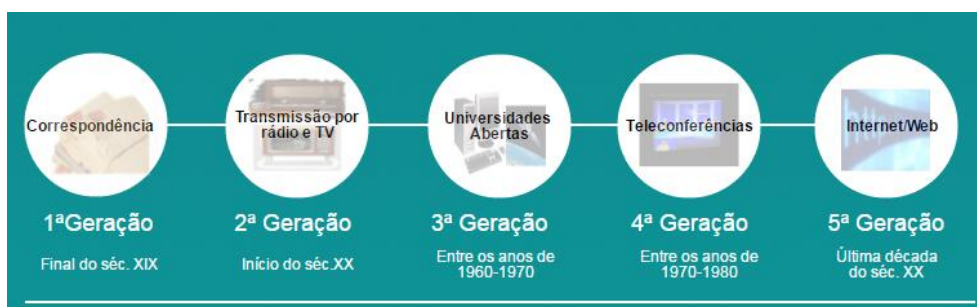 Correspondência
Transmissão por
rádio e TV
Universidades
Abertas
Teleconferências
Internet/Web
1ªGeração
2ª Geração
3ª Geração
4ª Geração
5ª Geração
Final do séc. XIX
Início do séc.XX
Entre os anos de
1960-1970
Entre os anos de
1970-1980
Última década
do séc. XX